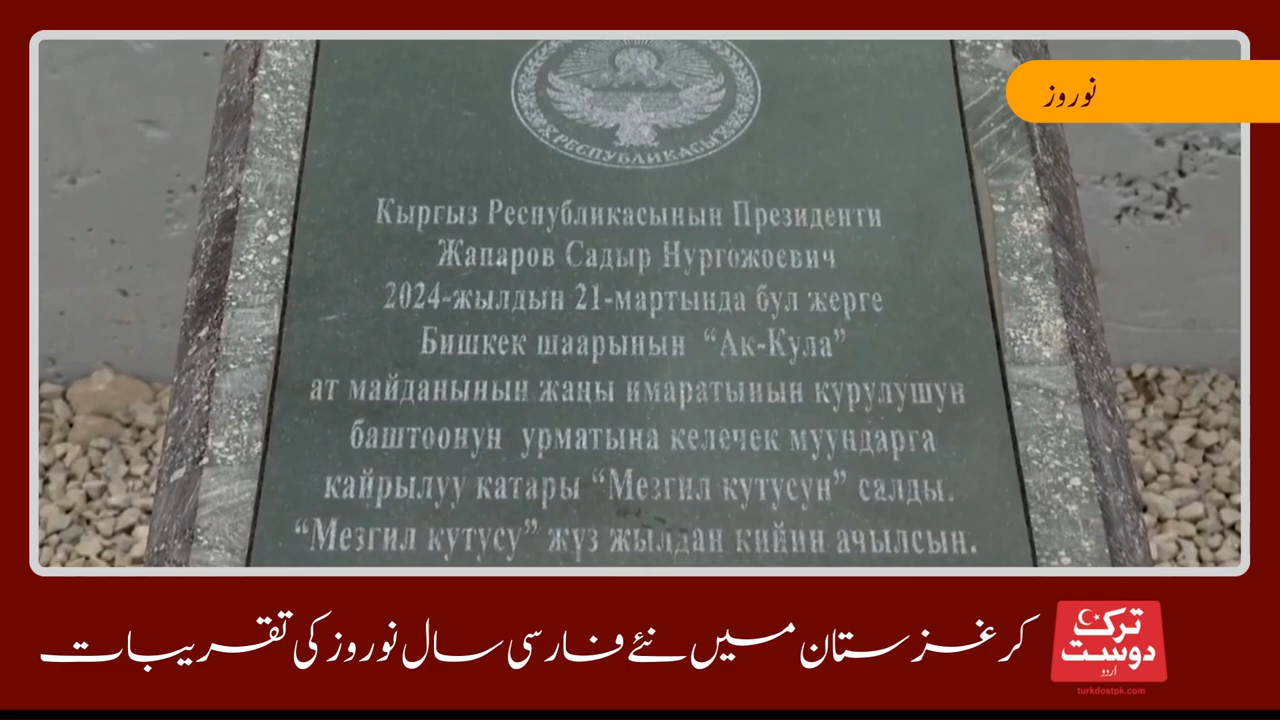 نوروز
РЕСПУБЛИКАСЫ
Кыргыз Республикасынын Президенти
Жапаров Садыр Нургожоевич
2024-жылдын 21-мартында бул жерге
Бишкек шаарынын “Ак-Кула”
ат майданынын жаңы имаратынын курулушун
баштоонун урматына келечек муундарга
кайрылуу катары “Мезгил кутусун” салды.
“Мезгил кутусу” жүз жылдан кийин ачылсын.
کرغزستان میں نئے فارسی سال نوروز کی تقریبات
ترک
دوست
اردو
turkdostpk.com